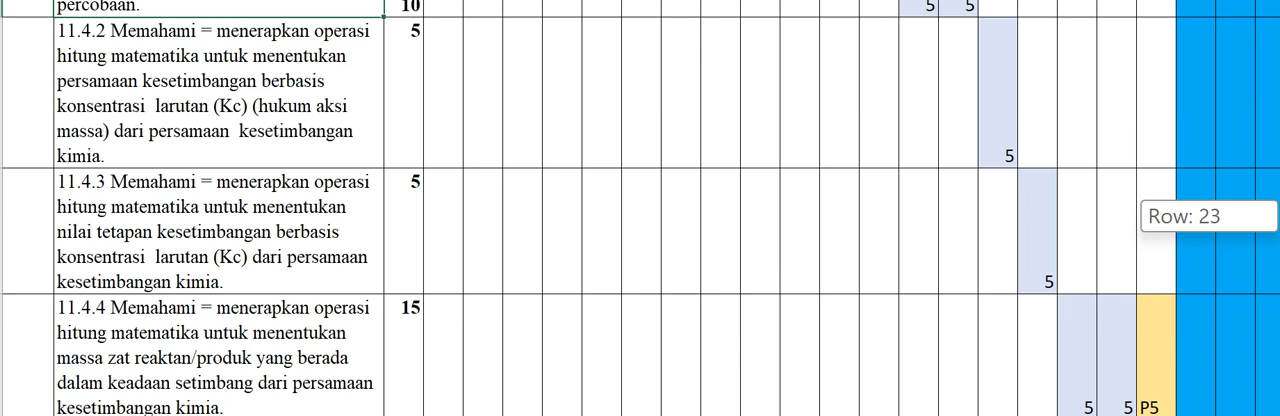 percobaan. 10 5 5
11.4.2 Memahami = menerapkan operasi 5
hitung matematika untuk menentukan
persamaan kesetimbangan berbasis
konsentrasi larutan (Kc) (hukum aksi
massa) dari persamaan kesetimbangan
kimia. 5
11.4.3 Memahami = menerapkan operasi 5
hitung matematika untuk menentukan
Row: 23
nilai tetapan kesetimbangan berbasis
konsentrasi larutan (Kc) dari persamaan
kesetimbangan kimia. 5
11.4.4 Memahami = menerapkan operasi 15
hitung matematika untuk menentukan
massa zat reaktan/produk yang berada
dalam keadaan setimbang dari persamaan
kesetimbangan kimia. 5 5 P5